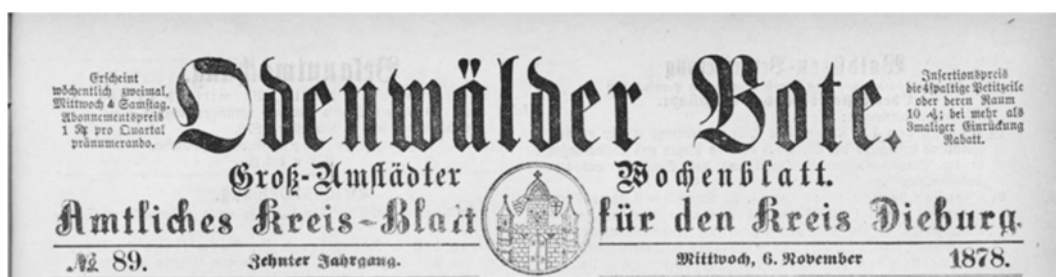 Erscheint
wöchentlich zweimal,
Mittwoch & Samstag.
Abonnementspreis
1 ℳ pro Quartal
pränumerando.
Odenwälder Bote.
Insertionspreis
die 4spaltige Petitzeile
oder deren Raum
10 ₰; bei mehr als
3maliger Einrückung
Rabatt.
Groß-Umstädter Wochenblatt.
Amtliches Kreis-Blatt für den Kreis Dieburg.
№ 89. Zehnter Jahrgang. Mittwoch, 6. November 1878.